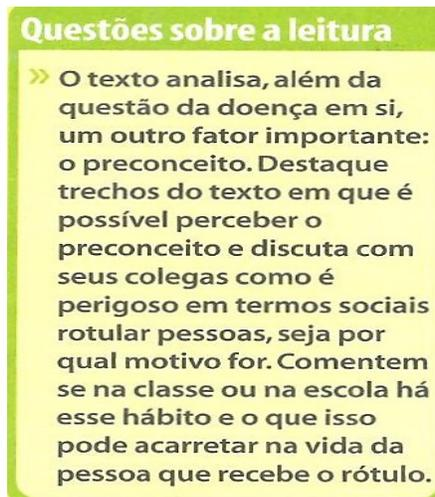 Questões sobre a leitura
» O texto analisa, além da
questão da doença em si,
um outro fator importante:
o preconceito. Destaque
trechos do texto em que é
possível perceber o
preconceito e discuta com
seus colegas como é
perigoso em termos sociais
rotular pessoas, seja por
qual motivo for. Comentem
se na classe ou na escola há
esse hábito e o que isso
pode acarretar na vida da
pessoa que recebe o rótulo.